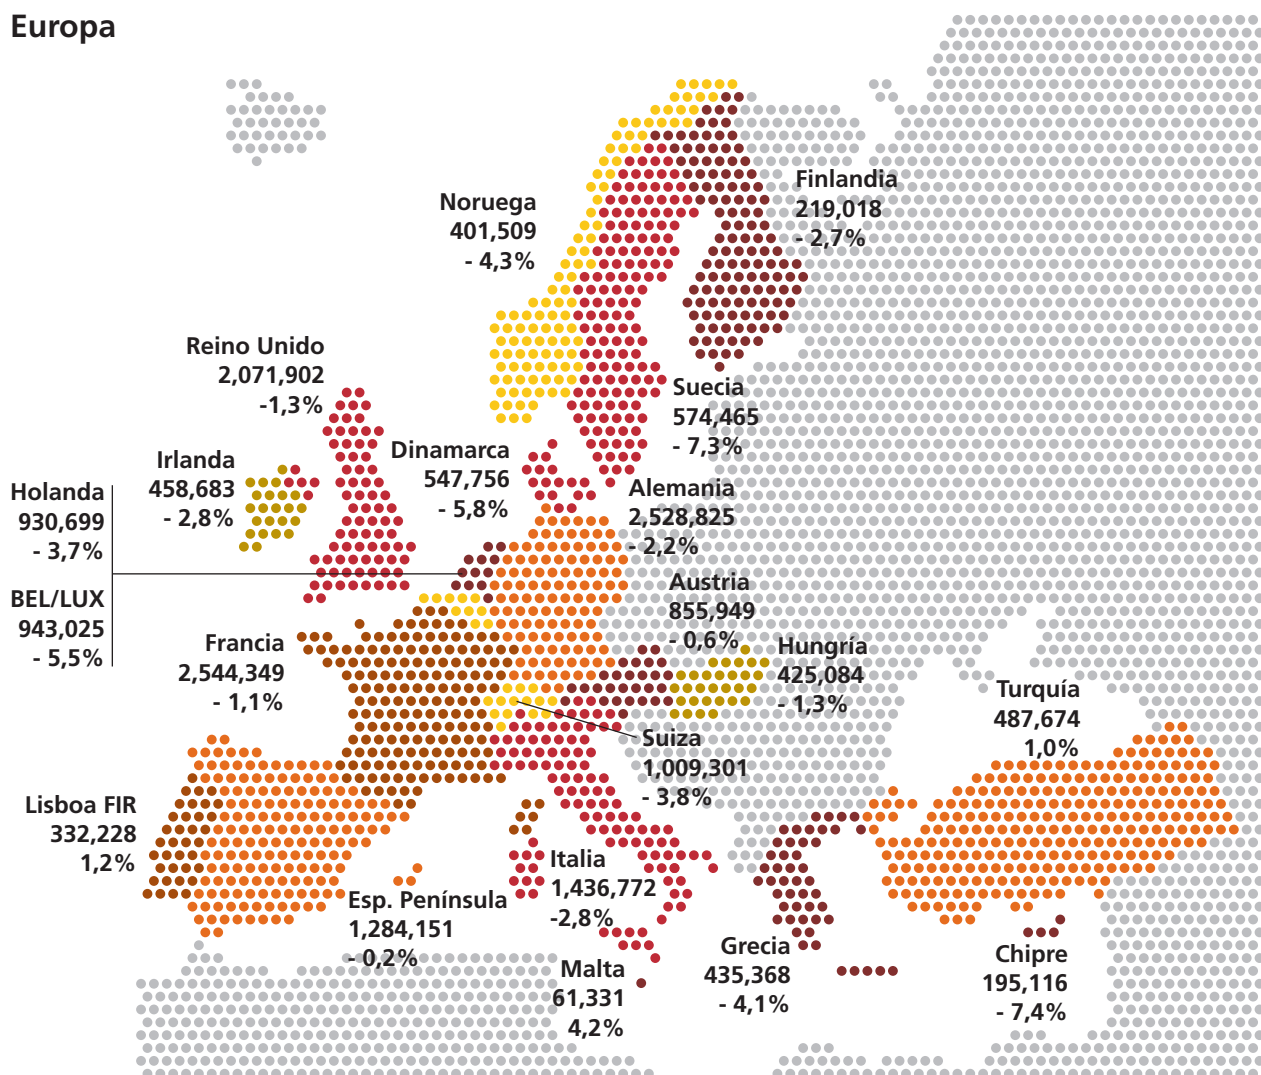 Europa
Finlandia
219,018
- 2,7%
Noruega
401,509
- 4,3%
Reino Unido
2,071,902
-1,3%
Suecia
574,465
- 7,3%
Dinamarca
547,756
- 5,8%
Irlanda
458,683
- 2,8%
Holanda
930,699
- 3,7%
Alemania
2,528,825
- 2,2%
BEL/LUX
943,025
- 5,5%
Austria
855,949
- 0,6%
Francia
2,544,349
- 1,1%
Hungría
425,084
- 1,3%
Turquía
487,674
1,0%
Suiza
1,009,301
- 3,8%
Lisboa FIR
332,228
1,2%
Italia
1,436,772
-2,8%
Esp. Península
1,284,151
- 0,2%
Grecia
435,368
- 4,1%
Chipre
195,116
- 7,4%
Malta
61,331
4,2%